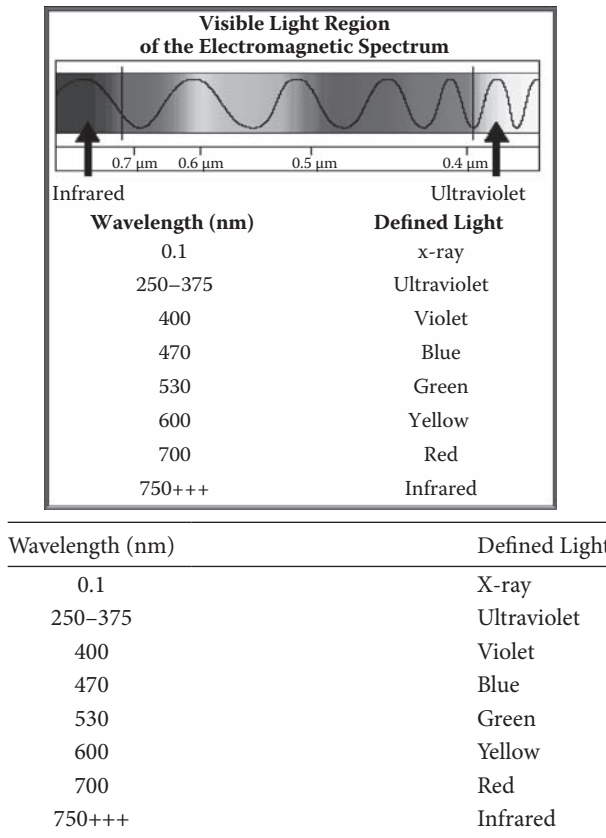 Visible Light Region
of the Electromagnetic Spectrum
0.7 μm 0.6 μm 0.5 μm 0.4 μm
Infrared Ultraviolet
Wavelength (nm) Defined Light
0.1 x-ray
250–375 Ultraviolet
400 Violet
470 Blue
530 Green
600 Yellow
700 Red
750+++ Infrared
Wavelength (nm) Defined Light
0.1 X-ray
250–375 Ultraviolet
400 Violet
470 Blue
530 Green
600 Yellow
700 Red
750+++ Infrared